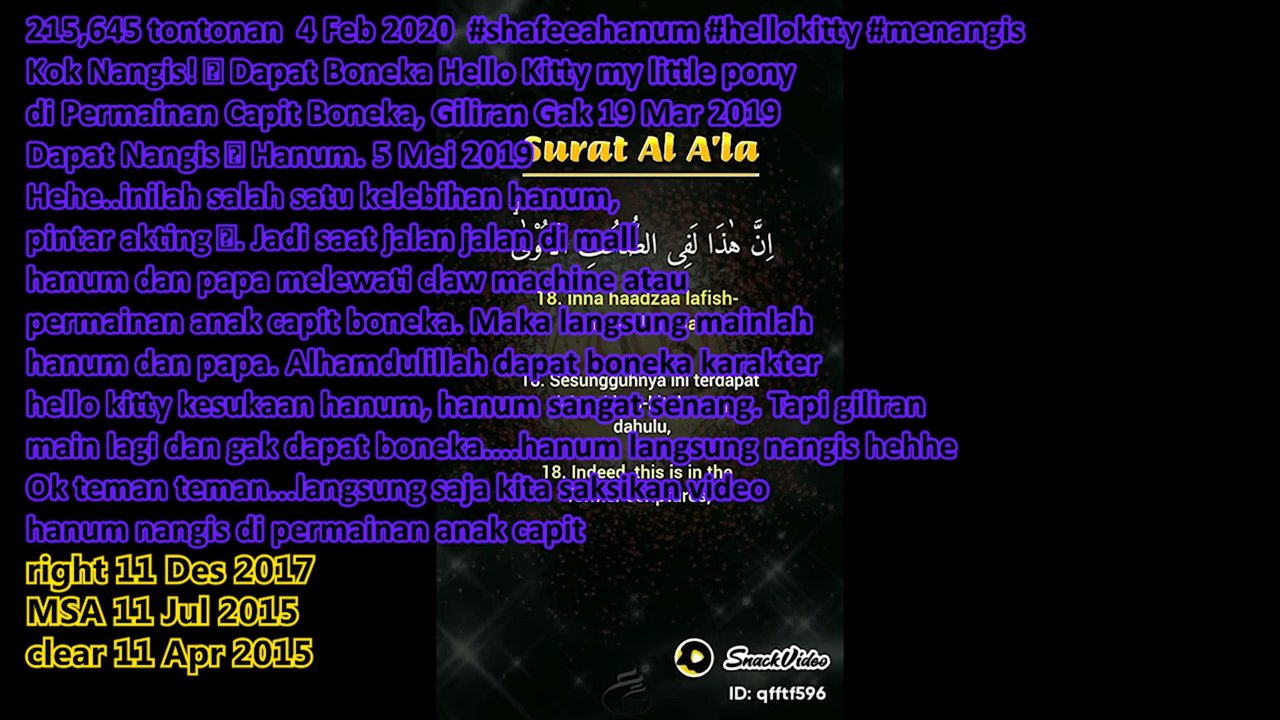 215,645 tontonan  4 Feb 2020  #shafeeahanum #hellokitty #menangis
Kok Nangis! Dapat Boneka Hello Kitty my little pony
di Permainan Capit Boneka, Giliran Gak 19 Mar 2019
Dapat Nangis Hanum. 5 Mei 2019
Hehe..inilah salah satu kelebihan hanum,
pintar akting . Jadi saat jalan jalan di mall
hanum dan papa melewati claw machine atau
permainan anak capit boneka. Maka langsung mainlah
hanum dan papa. Alhamdulillah dapat boneka karakter
hello kitty kesukaan hanum, hanum sangat senang. Tapi giliran
main lagi dan gak dapat boneka....hanum langsung nangis hehhe
Ok teman teman...langsung saja kita saksikan video
hanum nangis di permainan anak capit
right 11 Des 2017
MSA 11 Jul 2015
clear 11 Apr 2015
Surat Al A'la
اِنَّ هٰذَا لَفِى
18. Inna haadzaa lafish-
18. Sesungguhnya ini terdapat
dahulu,
18. Indeed, this is in the
former scriptures,
SnackVideo
ID: qfftf596